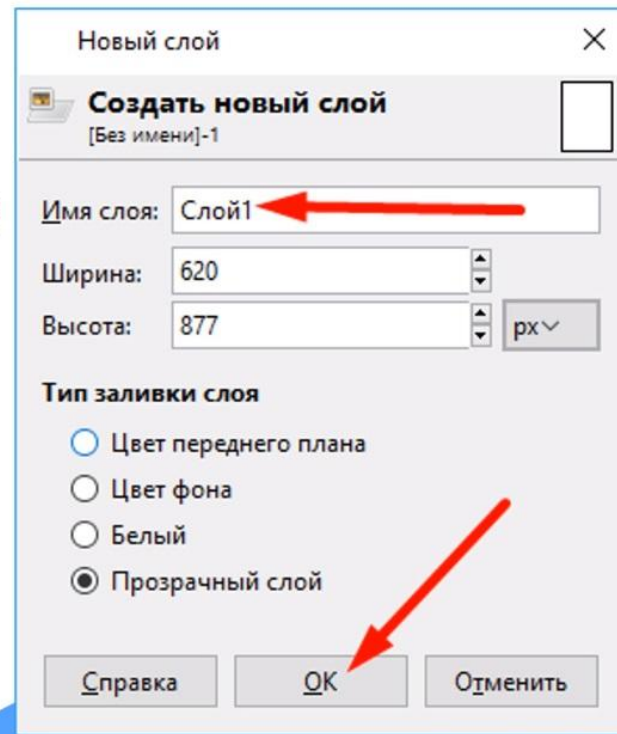 Новый слой
Создать новый слой
[Без имени]-1
Имя слоя: Слой1
Ширина: 620
Высота: 877 px
Тип заливки слоя
Цвет переднего плана
Цвет фона
Белый
Прозрачный слой
Справка OK Отменить